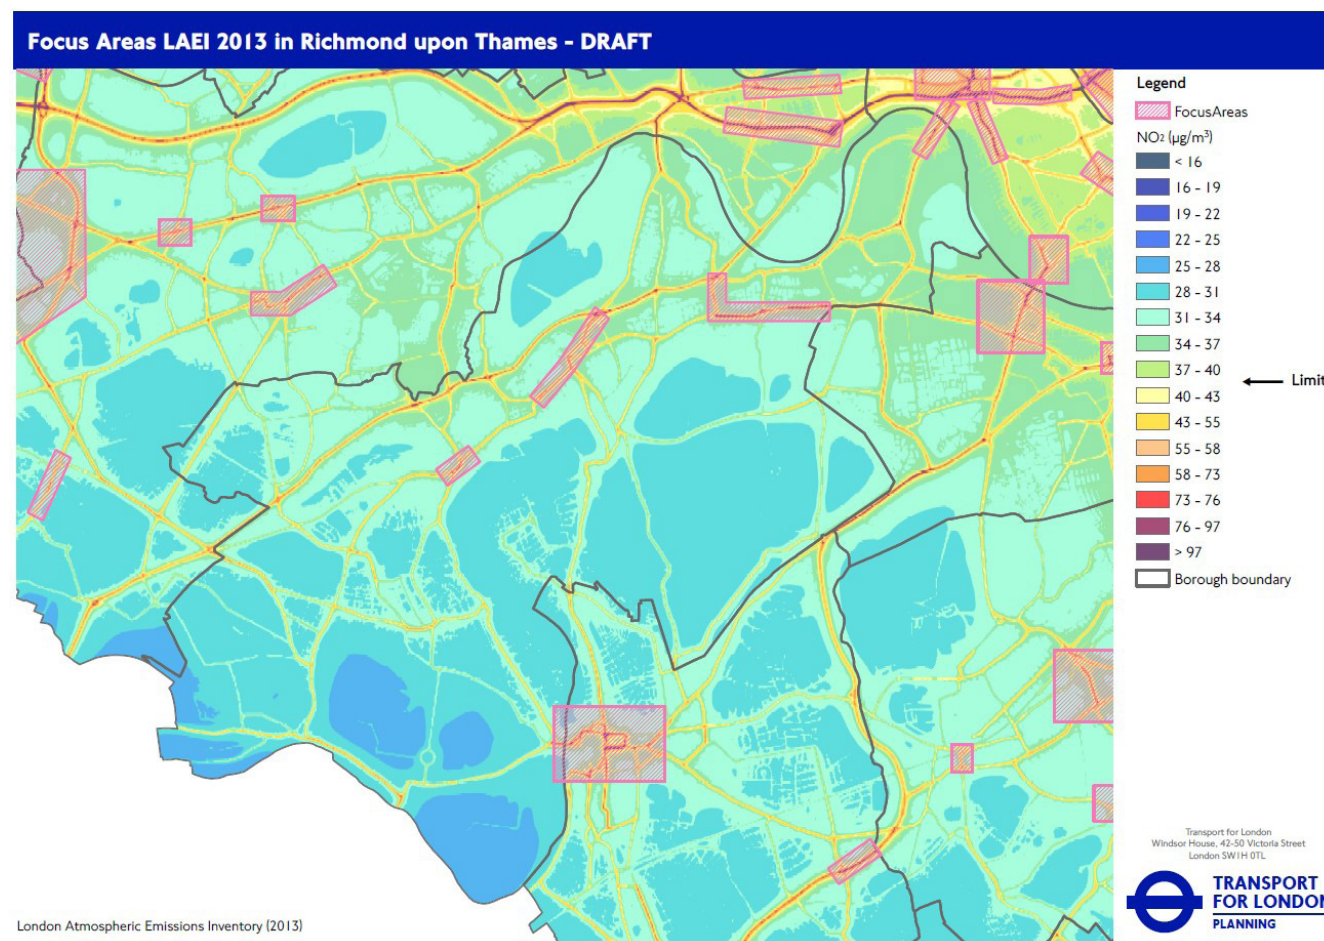 Focus Areas LAEI 2013 in Richmond upon Thames - DRAFT
Legend
FocusAreas
NO2 (µg/m³)
< 16
16 - 19
19 - 22
22 - 25
25 - 28
28 - 31
31 - 34
34 - 37
37 - 40
Limit
40 - 43
43 - 55
55 - 58
58 - 73
73 - 76
76 - 97
> 97
Borough boundary
Transport for London
Windsor House, 42-50 Victoria Street
London SW1H 0TL
TRANSPORT
FOR LONDON
PLANNING
London Atmospheric Emissions Inventory (2013)